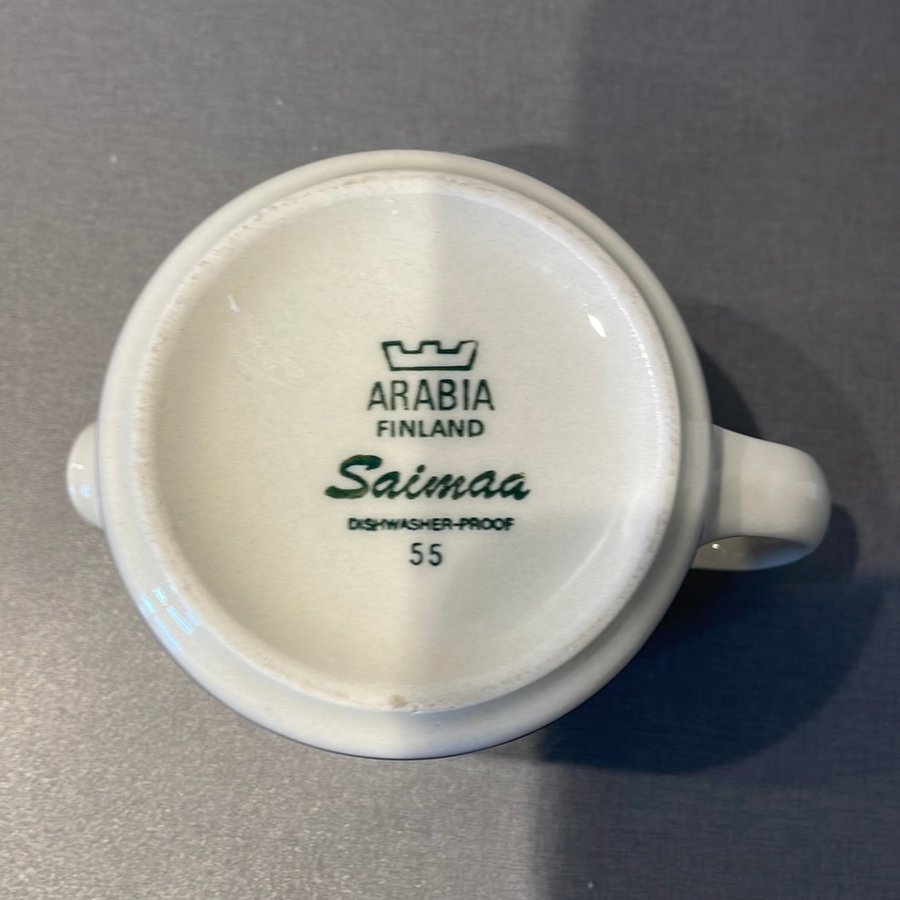 ARABIA
FINLAND
Saimaa
DISHWASHER-PROOF
55